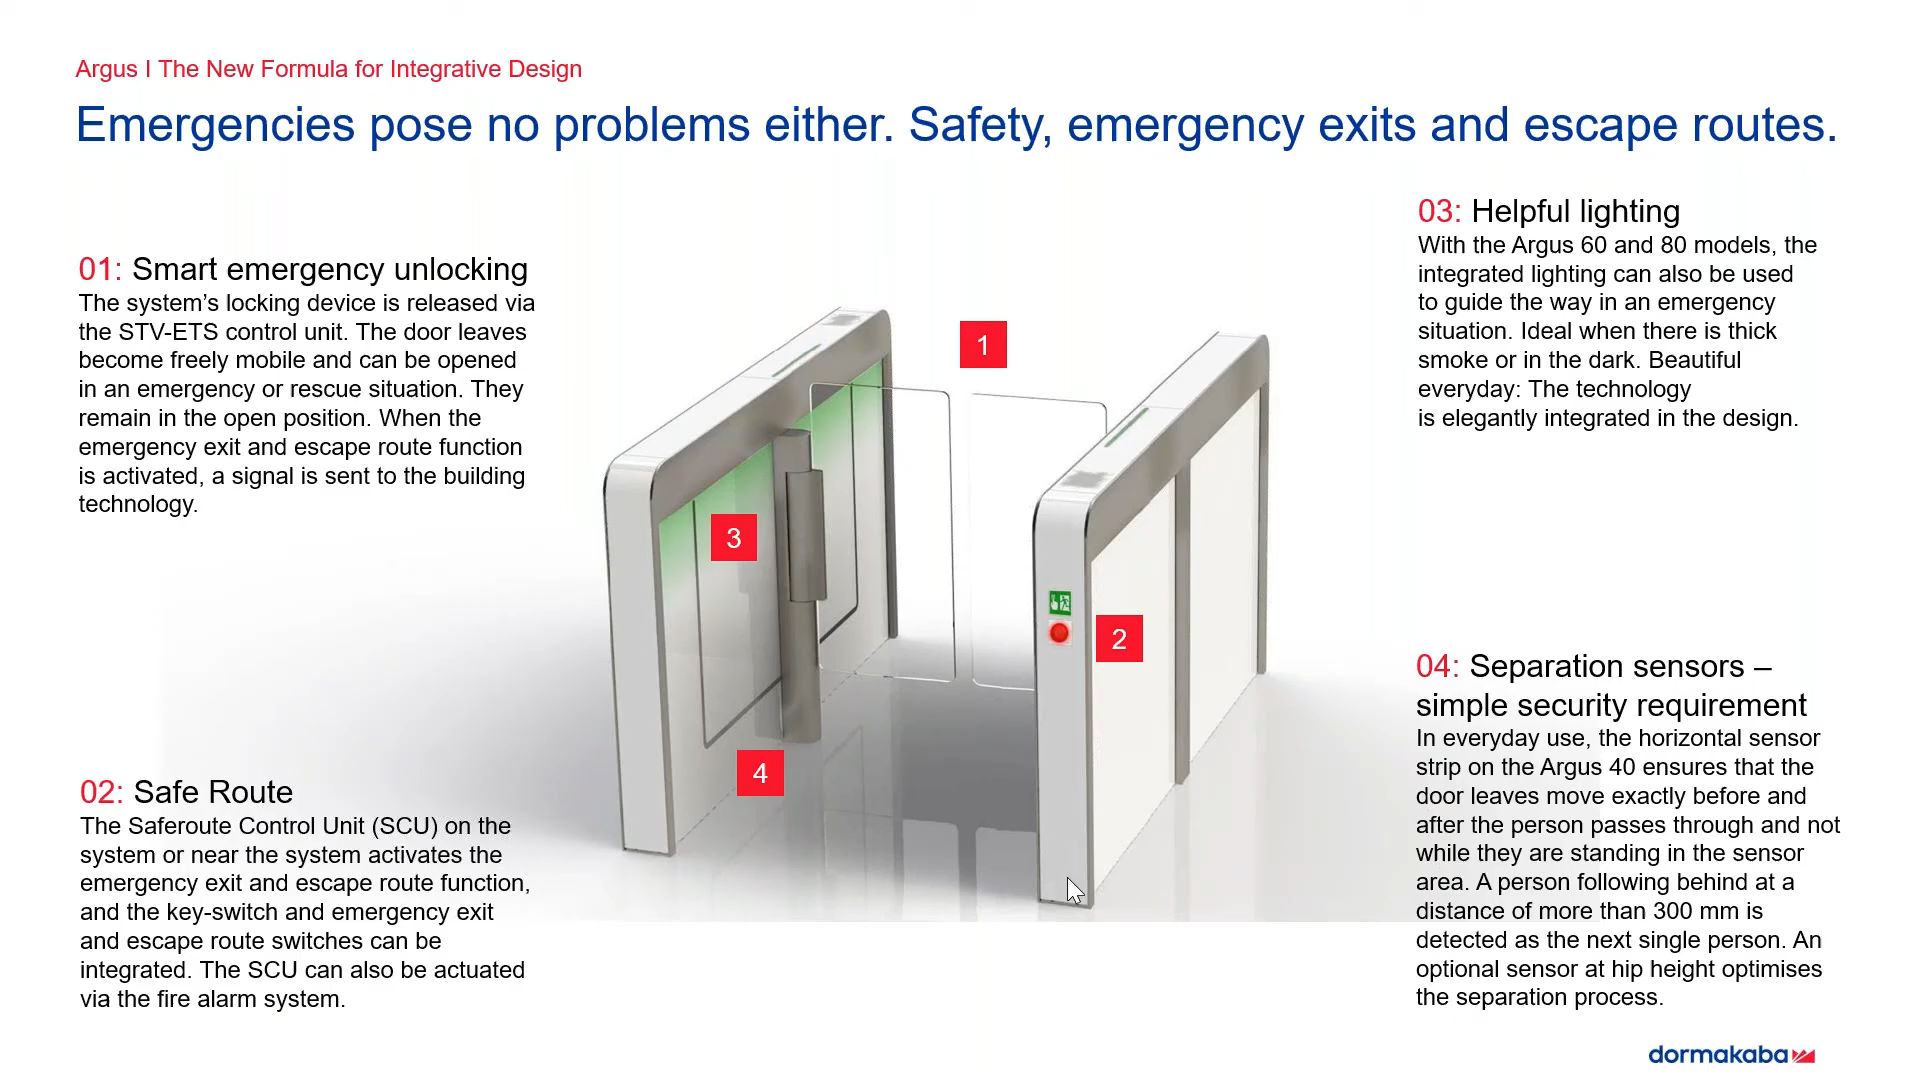 Argus I The New Formula for Integrative Design
Emergencies pose no problems either. Safety, emergency exits and escape routes.
01: Smart emergency unlocking
The system’s locking device is released via
the STV-ETS control unit. The door leaves
become freely mobile and can be opened
in an emergency or rescue situation. They
remain in the open position. When the
emergency exit and escape route function
is activated, a signal is sent to the building
technology.
02: Safe Route
The Saferoute Control Unit (SCU) on the
system or near the system activates the
emergency exit and escape route function,
and the key-switch and emergency exit
and escape route switches can be
integrated. The SCU can also be actuated
via the fire alarm system.
1
3
2
4
03: Helpful lighting
With the Argus 60 and 80 models, the
integrated lighting can also be used
to guide the way in an emergency
situation. Ideal when there is thick
smoke or in the dark. Beautiful
everyday: The technology
is elegantly integrated in the design.
04: Separation sensors –
simple security requirement
In everyday use, the horizontal sensor
strip on the Argus 40 ensures that the
door leaves move exactly before and
after the person passes through and not
while they are standing in the sensor
area. A person following behind at a
distance of more than 300 mm is
detected as the next single person. An
optional sensor at hip height optimises
the separation process.
dormakaba